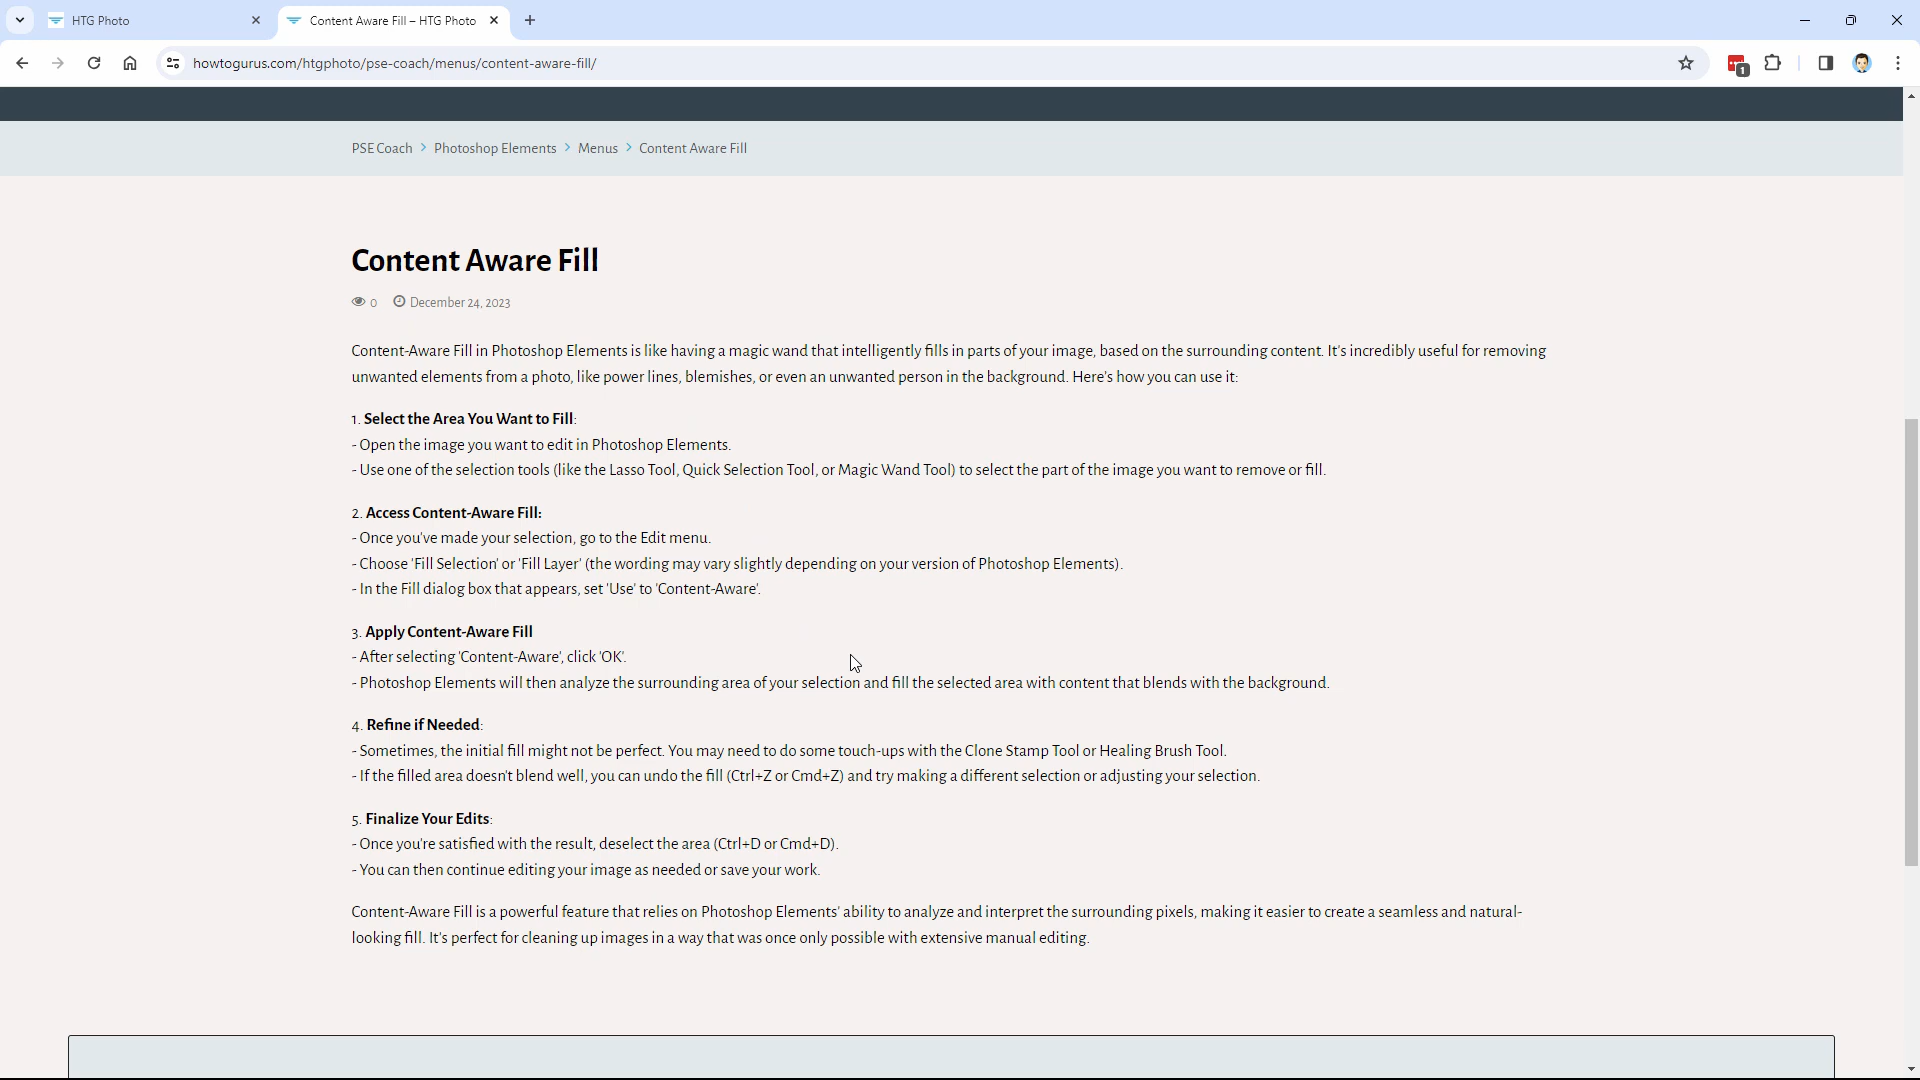 HTG Photo
Content Aware Fill – HTG Photo
howtogurus.com/htgphoto/pse-coach/menus/content-aware-fill/
1
PSE Coach > Photoshop Elements > Menus > Content Aware Fill
Content Aware Fill
0 December 24, 2023
Content-Aware Fill in Photoshop Elements is like having a magic wand that intelligently fills in parts of your image, based on the surrounding content. It's incredibly useful for removing
unwanted elements from a photo, like power lines, blemishes, or even an unwanted person in the background. Here's how you can use it:
1. Select the Area You Want to Fill:
- Open the image you want to edit in Photoshop Elements.
- Use one of the selection tools (like the Lasso Tool, Quick Selection Tool, or Magic Wand Tool) to select the part of the image you want to remove or fill.
2. Access Content-Aware Fill:
- Once you've made your selection, go to the Edit menu.
- Choose 'Fill Selection' or 'Fill Layer' (the wording may vary slightly depending on your version of Photoshop Elements).
- In the Fill dialog box that appears, set 'Use' to 'Content-Aware'.
3. Apply Content-Aware Fill
- After selecting 'Content-Aware', click 'OK'.
- Photoshop Elements will then analyze the surrounding area of your selection and fill the selected area with content that blends with the background.
4. Refine if Needed:
- Sometimes, the initial fill might not be perfect. You may need to do some touch-ups with the Clone Stamp Tool or Healing Brush Tool.
- If the filled area doesn't blend well, you can undo the fill (Ctrl+Z or Cmd+Z) and try making a different selection or adjusting your selection.
5. Finalize Your Edits:
- Once you're satisfied with the result, deselect the area (Ctrl+D or Cmd+D).
- You can then continue editing your image as needed or save your work.
Content-Aware Fill is a powerful feature that relies on Photoshop Elements' ability to analyze and interpret the surrounding pixels, making it easier to create a seamless and natural-
looking fill. It's perfect for cleaning up images in a way that was once only possible with extensive manual editing.